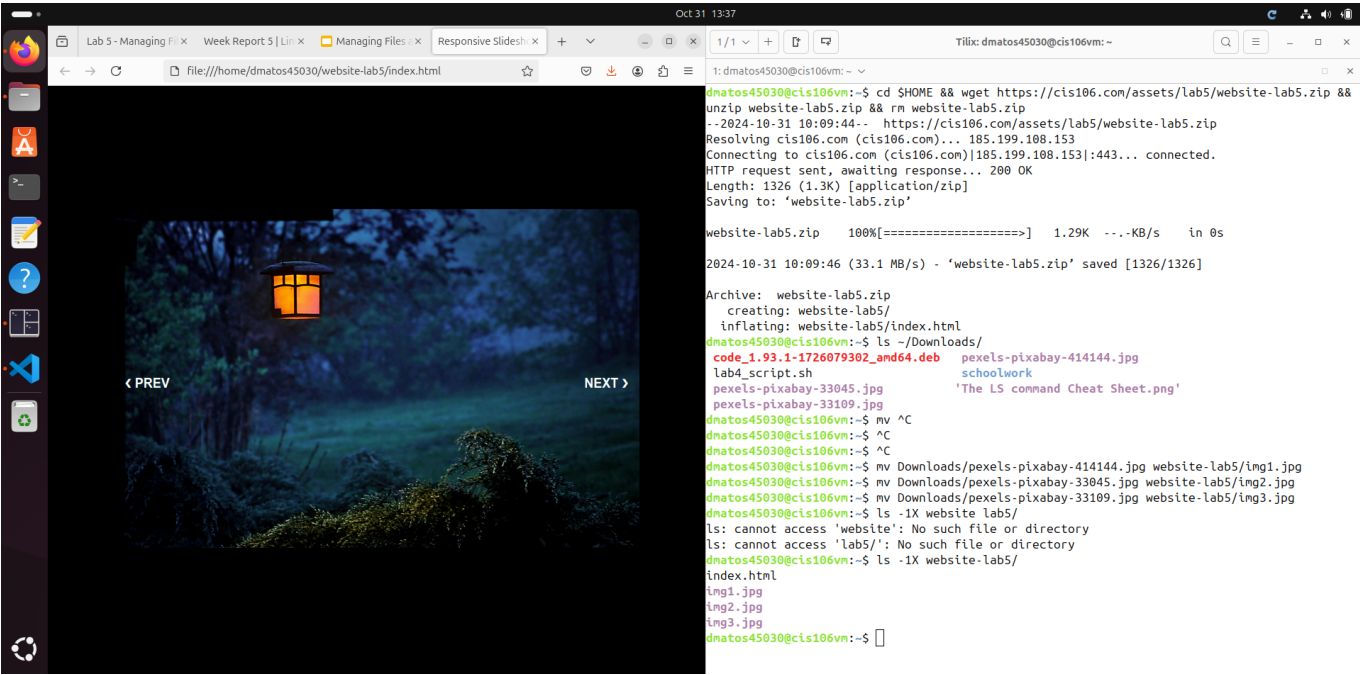 Oct 31 13:37
Lab 5 - Managing Fi
Week Report 5 | Lin
Managing Files a
Responsive Slidesh
file:///home/dmatos45030/website-lab5/index.html
❮ PREV
NEXT ❯
1 / 1
Tilix: dmatos45030@cis106vm: ~
1: dmatos45030@cis106vm: ~
dmatos45030@cis106vm:~$ cd $HOME && wget https://cis106.com/assets/lab5/website-lab5.zip &&
unzip website-lab5.zip && rm website-lab5.zip
--2024-10-31 10:09:44--  https://cis106.com/assets/lab5/website-lab5.zip
Resolving cis106.com (cis106.com)... 185.199.108.153
Connecting to cis106.com (cis106.com)|185.199.108.153|:443... connected.
HTTP request sent, awaiting response... 200 OK
Length: 1326 (1.3K) [application/zip]
Saving to: ‘website-lab5.zip’
website-lab5.zip    100%[===================>]   1.29K  --.-KB/s    in 0s
2024-10-31 10:09:46 (33.1 MB/s) - ‘website-lab5.zip’ saved [1326/1326]
Archive:  website-lab5.zip
   creating: website-lab5/
  inflating: website-lab5/index.html
dmatos45030@cis106vm:~$ ls ~/Downloads/
 code_1.93.1-1726079302_amd64.deb   pexels-pixabay-414144.jpg
 lab4_script.sh                     schoolwork
 pexels-pixabay-33045.jpg          'The LS command Cheat Sheet.png'
 pexels-pixabay-33109.jpg
dmatos45030@cis106vm:~$ mv ^C
dmatos45030@cis106vm:~$ ^C
dmatos45030@cis106vm:~$ ^C
dmatos45030@cis106vm:~$ mv Downloads/pexels-pixabay-414144.jpg website-lab5/img1.jpg
dmatos45030@cis106vm:~$ mv Downloads/pexels-pixabay-33045.jpg website-lab5/img2.jpg
dmatos45030@cis106vm:~$ mv Downloads/pexels-pixabay-33109.jpg website-lab5/img3.jpg
dmatos45030@cis106vm:~$ ls -1X website lab5/
ls: cannot access 'website': No such file or directory
ls: cannot access 'lab5/': No such file or directory
dmatos45030@cis106vm:~$ ls -1X website-lab5/
index.html
img1.jpg
img2.jpg
img3.jpg
dmatos45030@cis106vm:~$